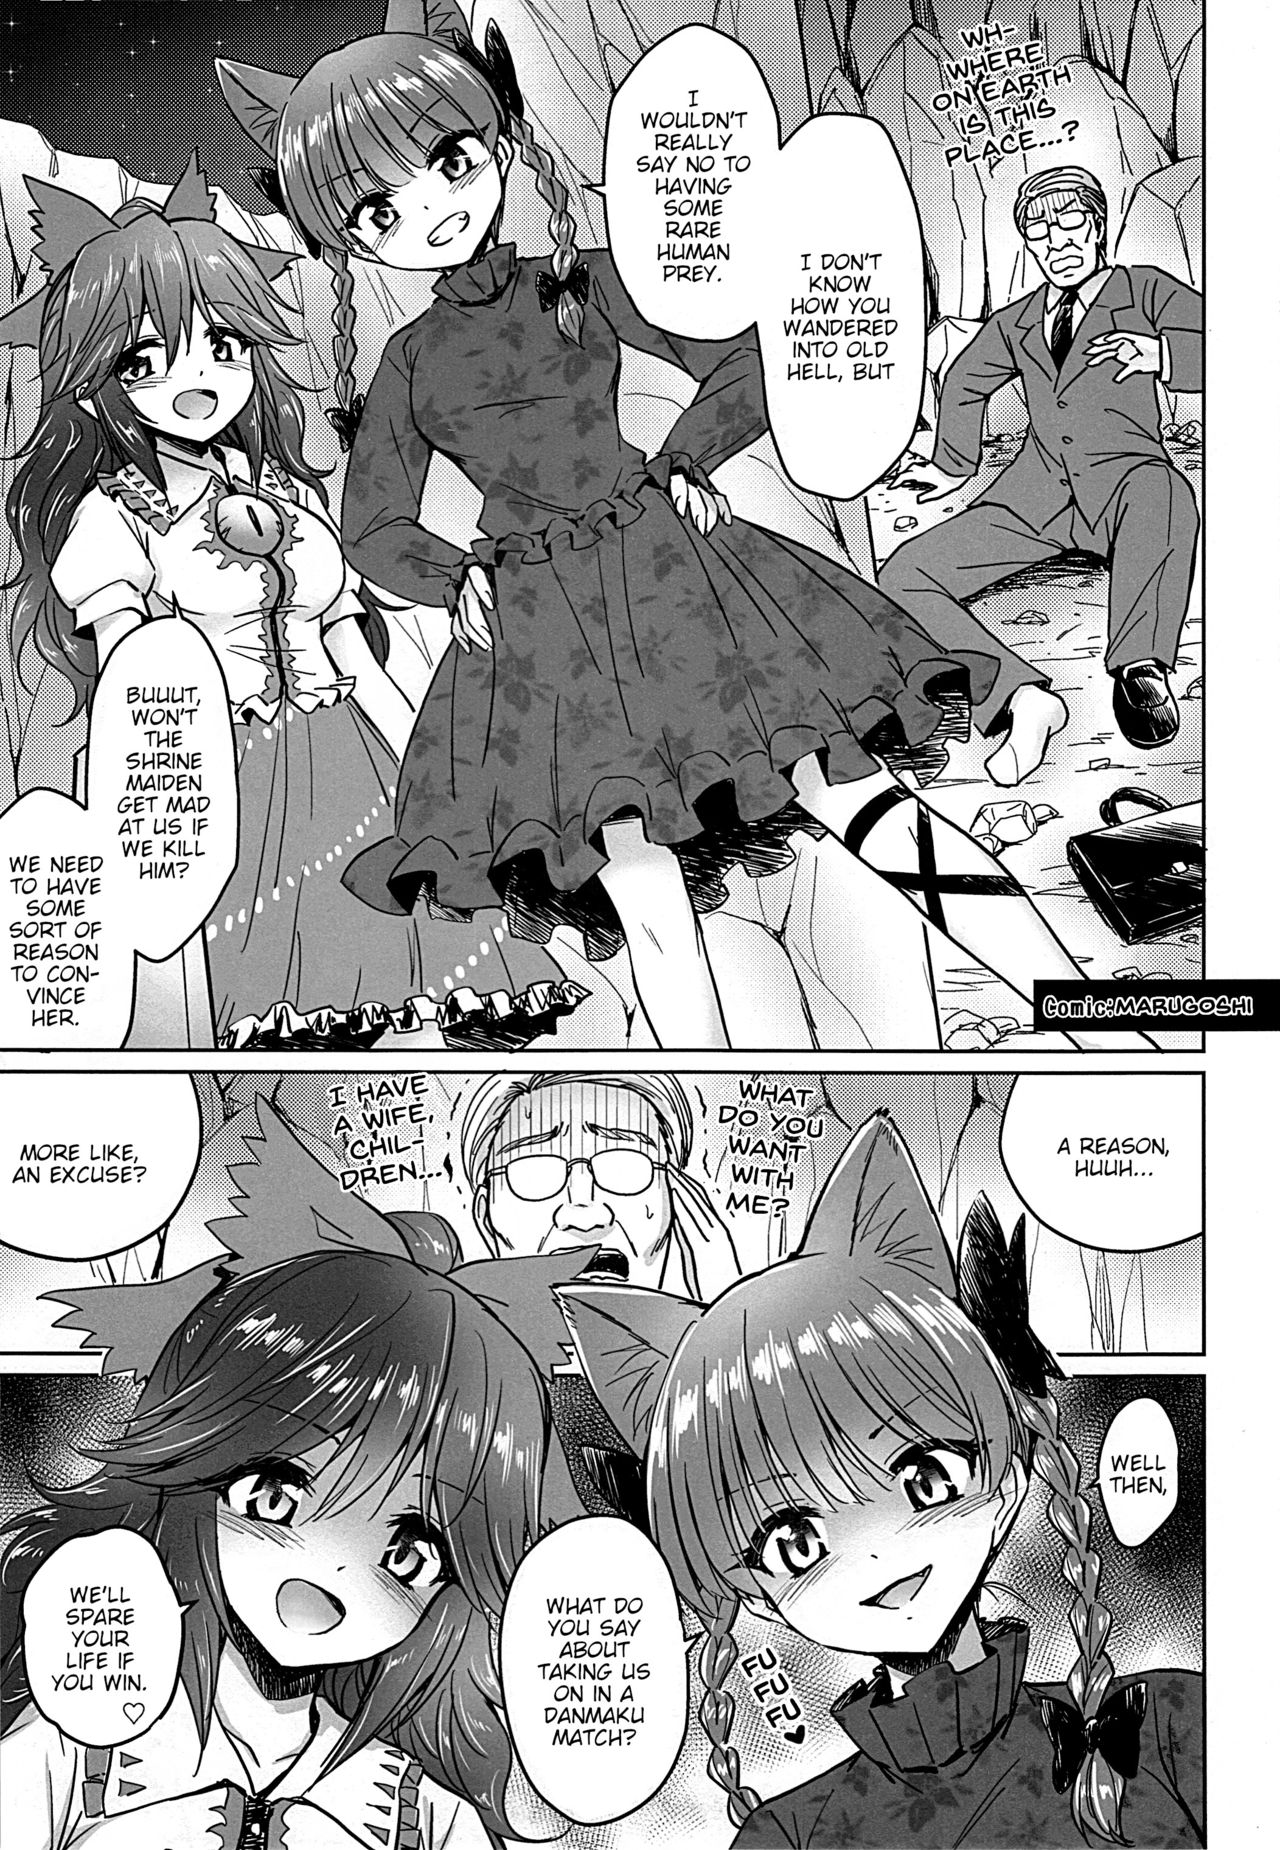 WH-
WHERE
ON EARTH
IS THIS
PLACE...?
I DON'T
KNOW
HOW YOU
WANDERED
INTO OLD
HELL, BUT
I
WOULDN'T
REALLY
SAY NO TO
HAVING
SOME
RARE
HUMAN
PREY.
BUUUT,
WON'T
THE
SHRINE
MAIDEN
GET MAD
AT US IF
WE KILL
HIM?
WE NEED
TO HAVE
SOME
SORT OF
REASON
TO CON-
VINCE
HER.
Comic:MARUGOSHI
A REASON,
HUUH...
WHAT
DO YOU
WANT
WITH
ME?
I HAVE
A WIFE,
CHIL-
DREN...
MORE LIKE,
AN EXCUSE?
WELL
THEN,
WHAT DO
YOU SAY
ABOUT
TAKING US
ON IN A
DANMAKU
MATCH?
FU
FU
FU♥
WE'LL
SPARE
YOUR
LIFE IF
YOU WIN.
♡